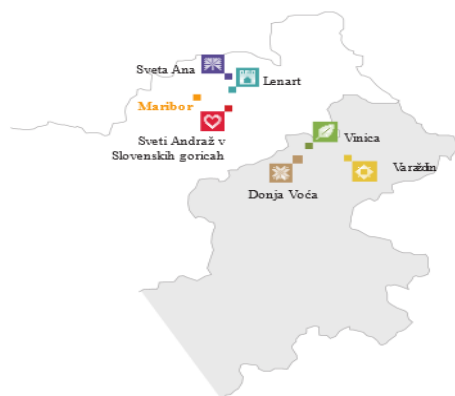 Sveta Ana
Lenart
Maribor
Sveti Andraž v
Slovenskih goricah
Vinica
Varaždin
Donja Voća